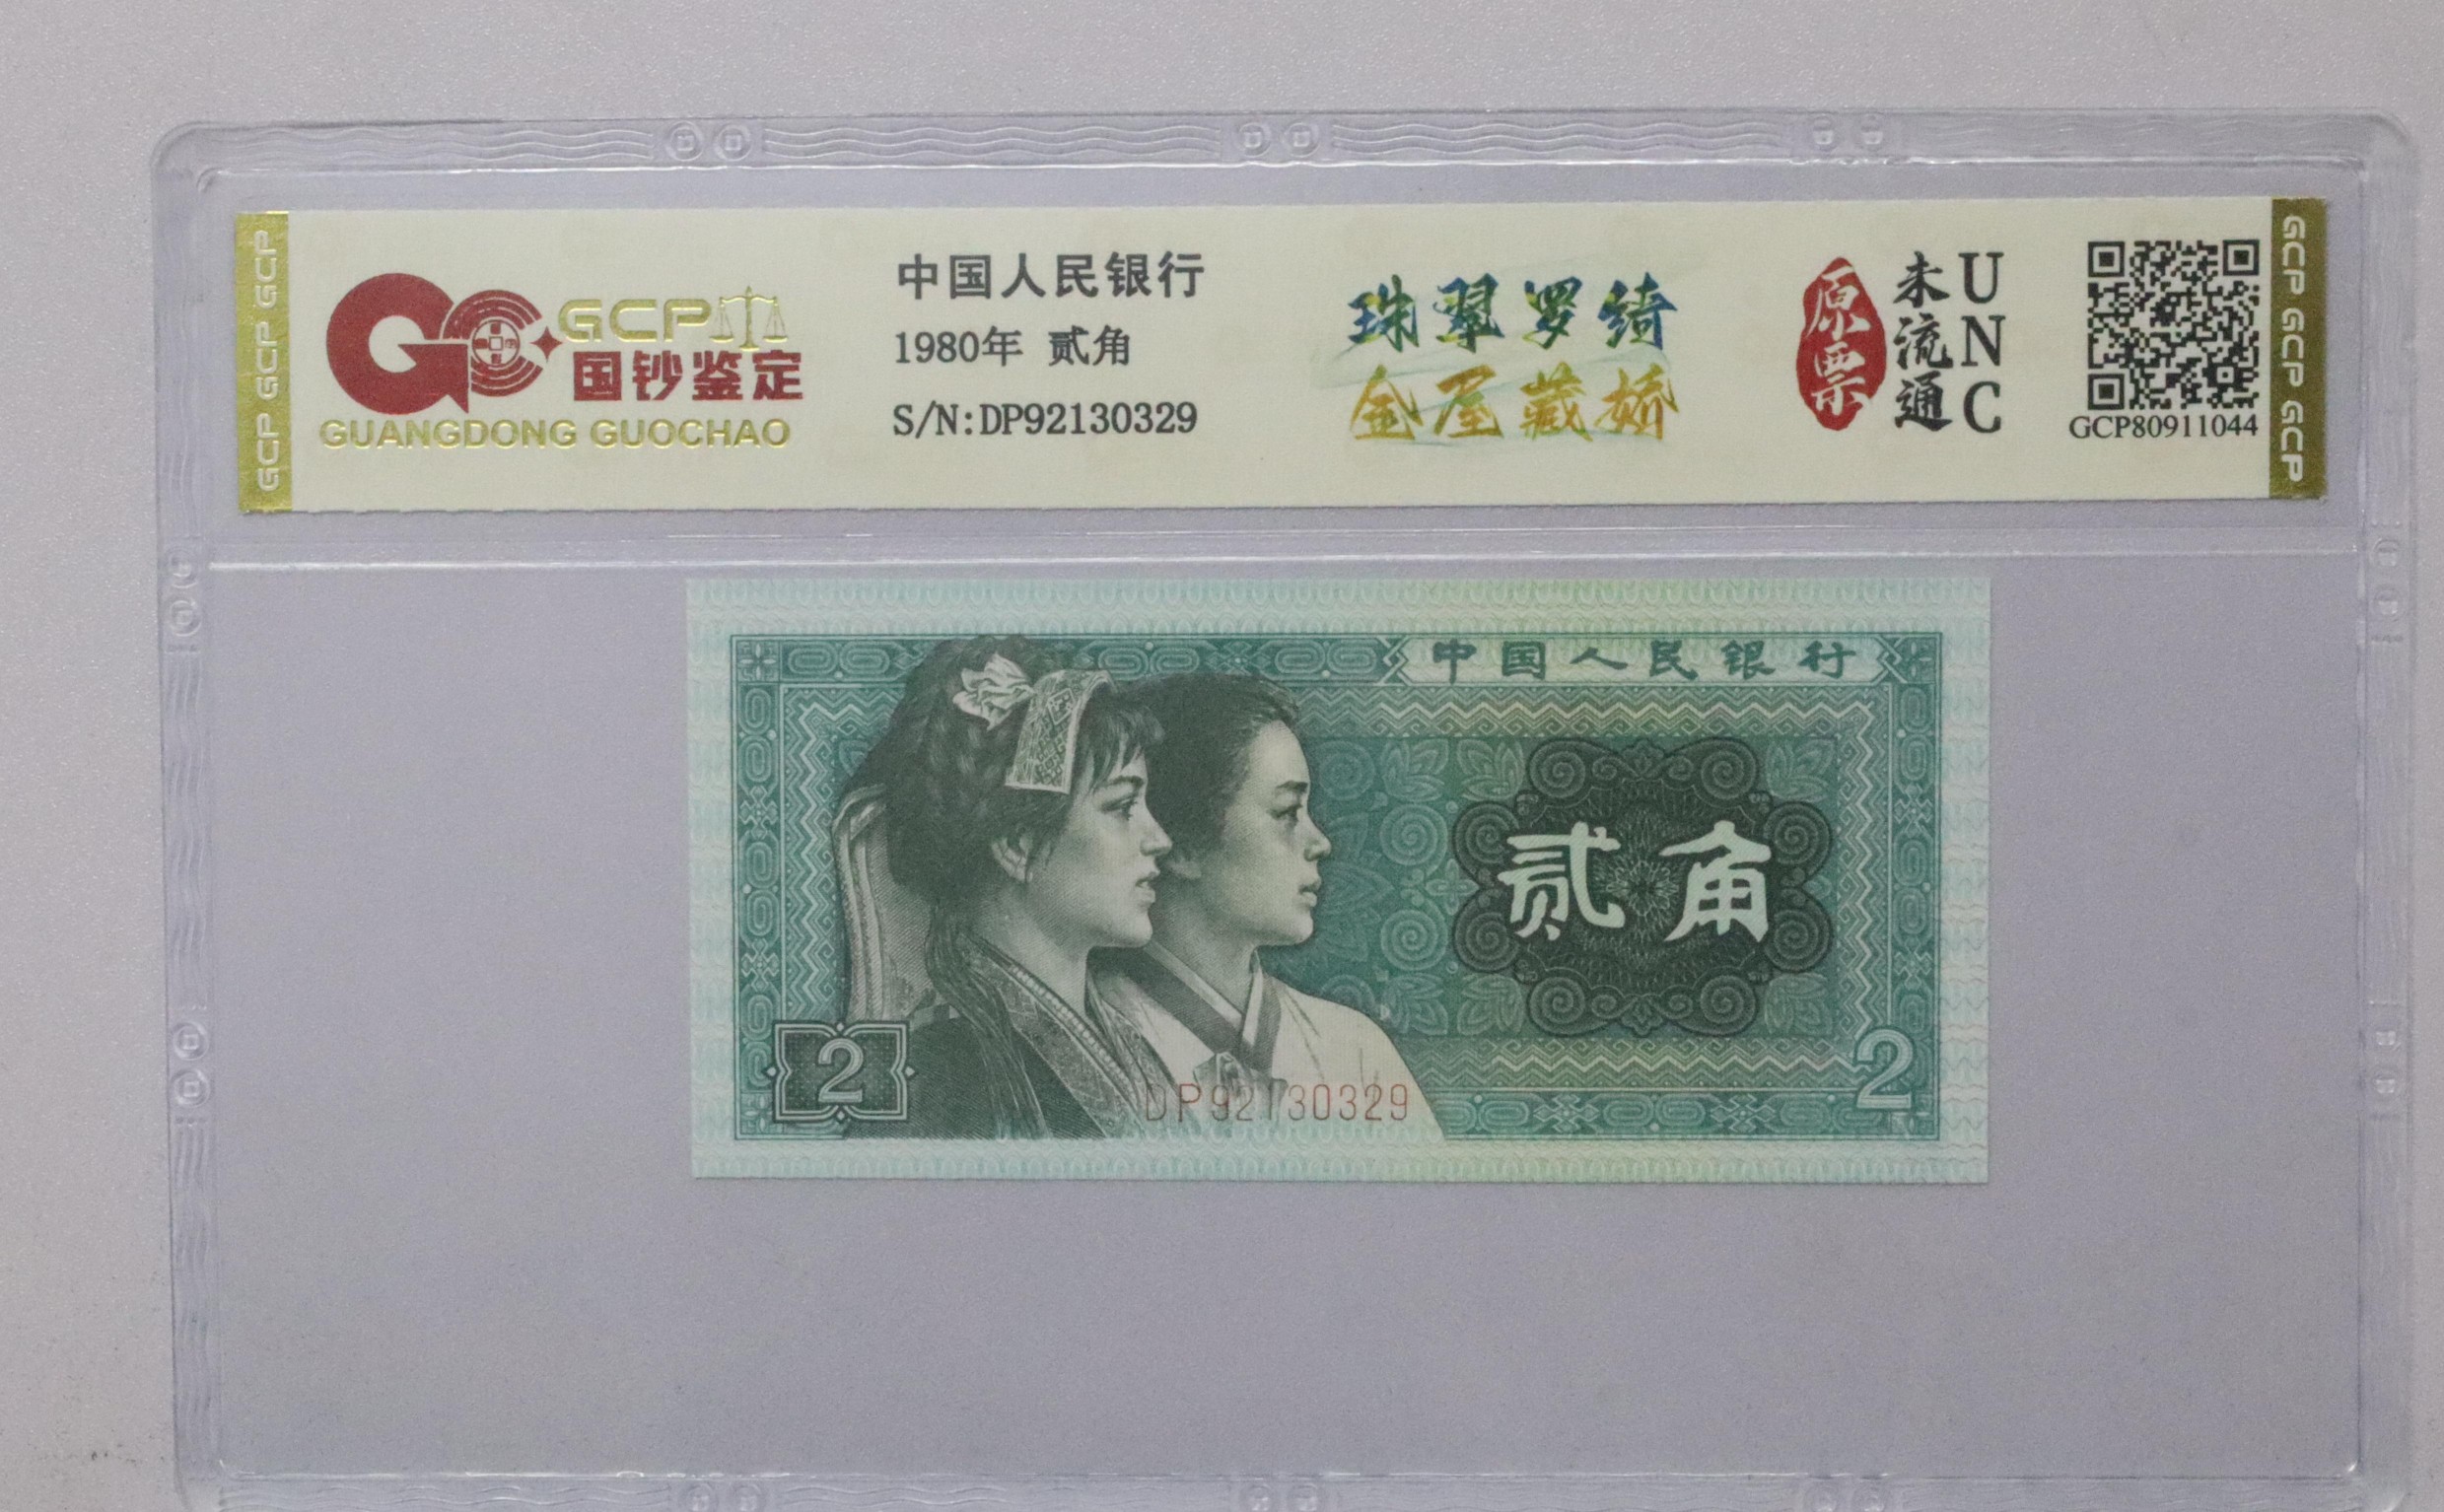 GCP GCP GCP
GCP
国钞鉴定
GUANGDONG GUOCHAO
中国人民银行
1980年 贰角
S/N:DP92130329
珠翠罗绮
金屋藏娇
原票
未流通
UNC
GCP80911044
GCP GCP GCP
中国人民银行
贰角
2
DP92130329
2